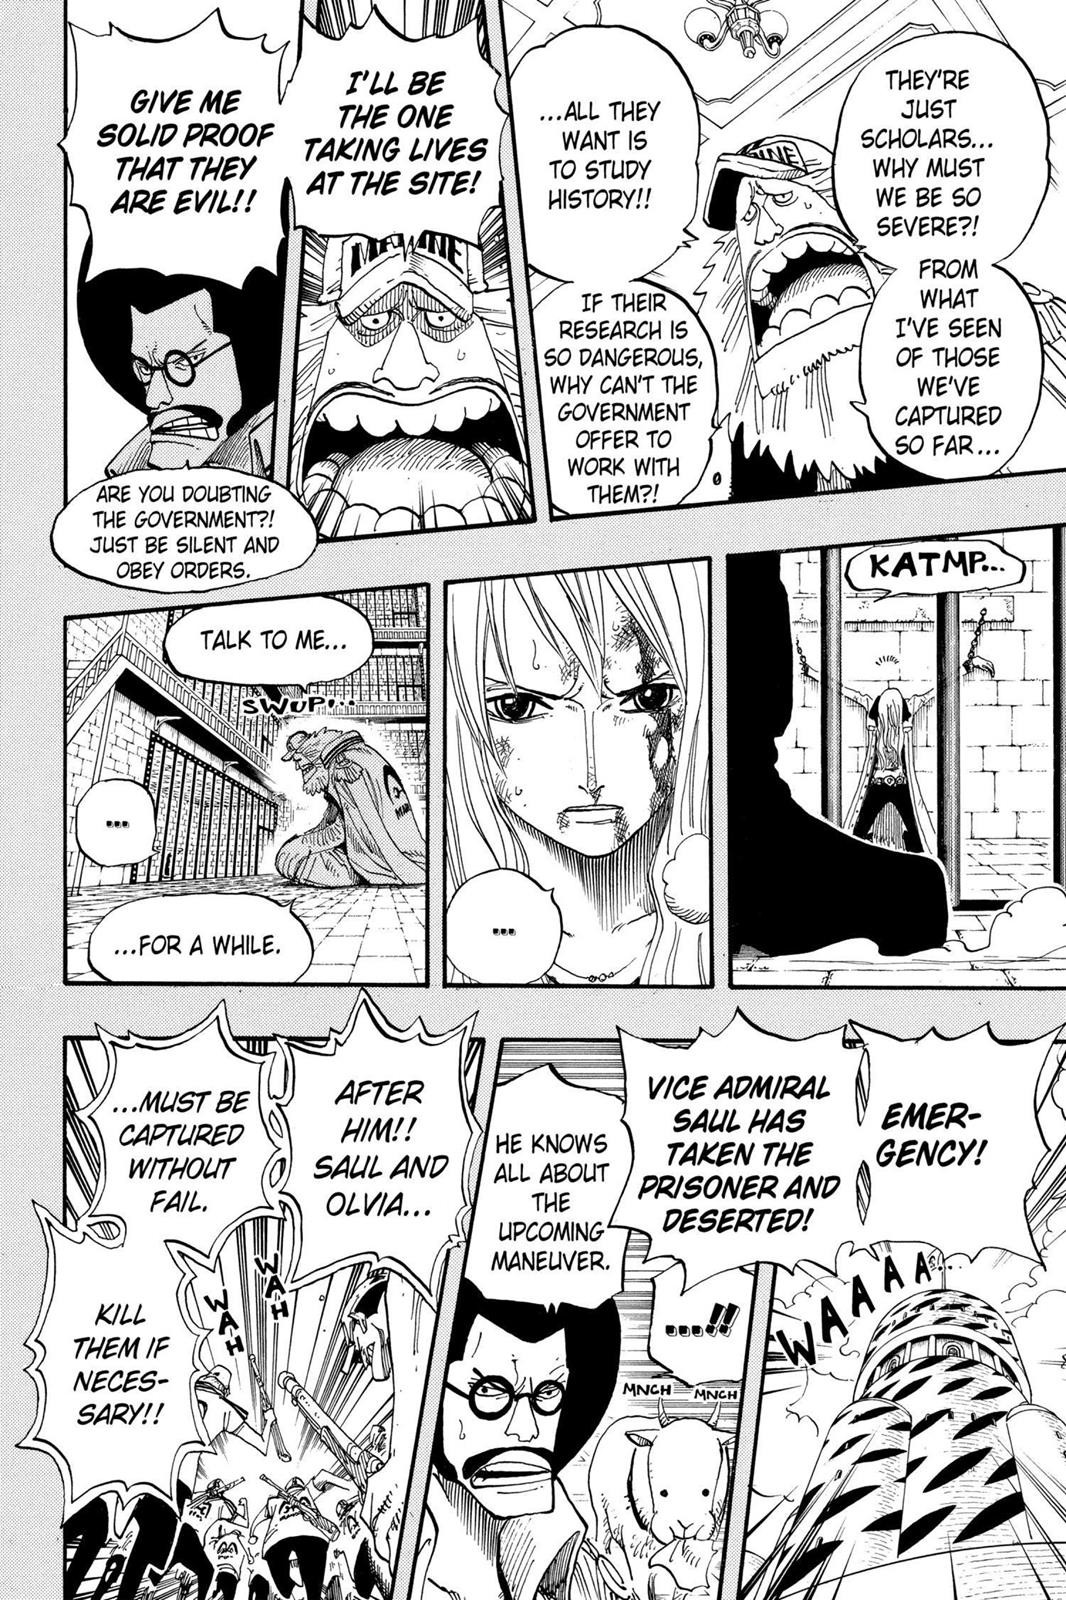 THEY'RE
JUST
SCHOLARS...
WHY MUST
WE BE SO
SEVERE?!
FROM
WHAT
I'VE SEEN
OF THOSE
WE'VE
CAPTURED
SO FAR...
...ALL THEY
WANT IS
TO STUDY
HISTORY!!
IF THEIR
RESEARCH IS
SO DANGEROUS,
WHY CAN'T THE
GOVERNMENT
OFFER TO
WORK WITH
THEM?!
I'LL BE
THE ONE
TAKING LIVES
AT THE SITE!
MARINE
GIVE ME
SOLID PROOF
THAT THEY
ARE EVIL!!
ARE YOU DOUBTING
THE GOVERNMENT?!
JUST BE SILENT AND
OBEY ORDERS.
KATMP...
...
TALK TO ME...
SWUP!...
...
...FOR A WHILE.
EMER-
GENCY!
VICE ADMIRAL
SAUL HAS
TAKEN THE
PRISONER AND
DESERTED!
WAAAA...
...!!
MNCH
MNCH
HE KNOWS
ALL ABOUT
THE
UPCOMING
MANEUVER.
AFTER
HIM!!
SAUL AND
OLVIA...
...MUST BE
CAPTURED
WITHOUT
FAIL.
WAH
WAH
KILL
THEM IF
NECES-
SARY!!